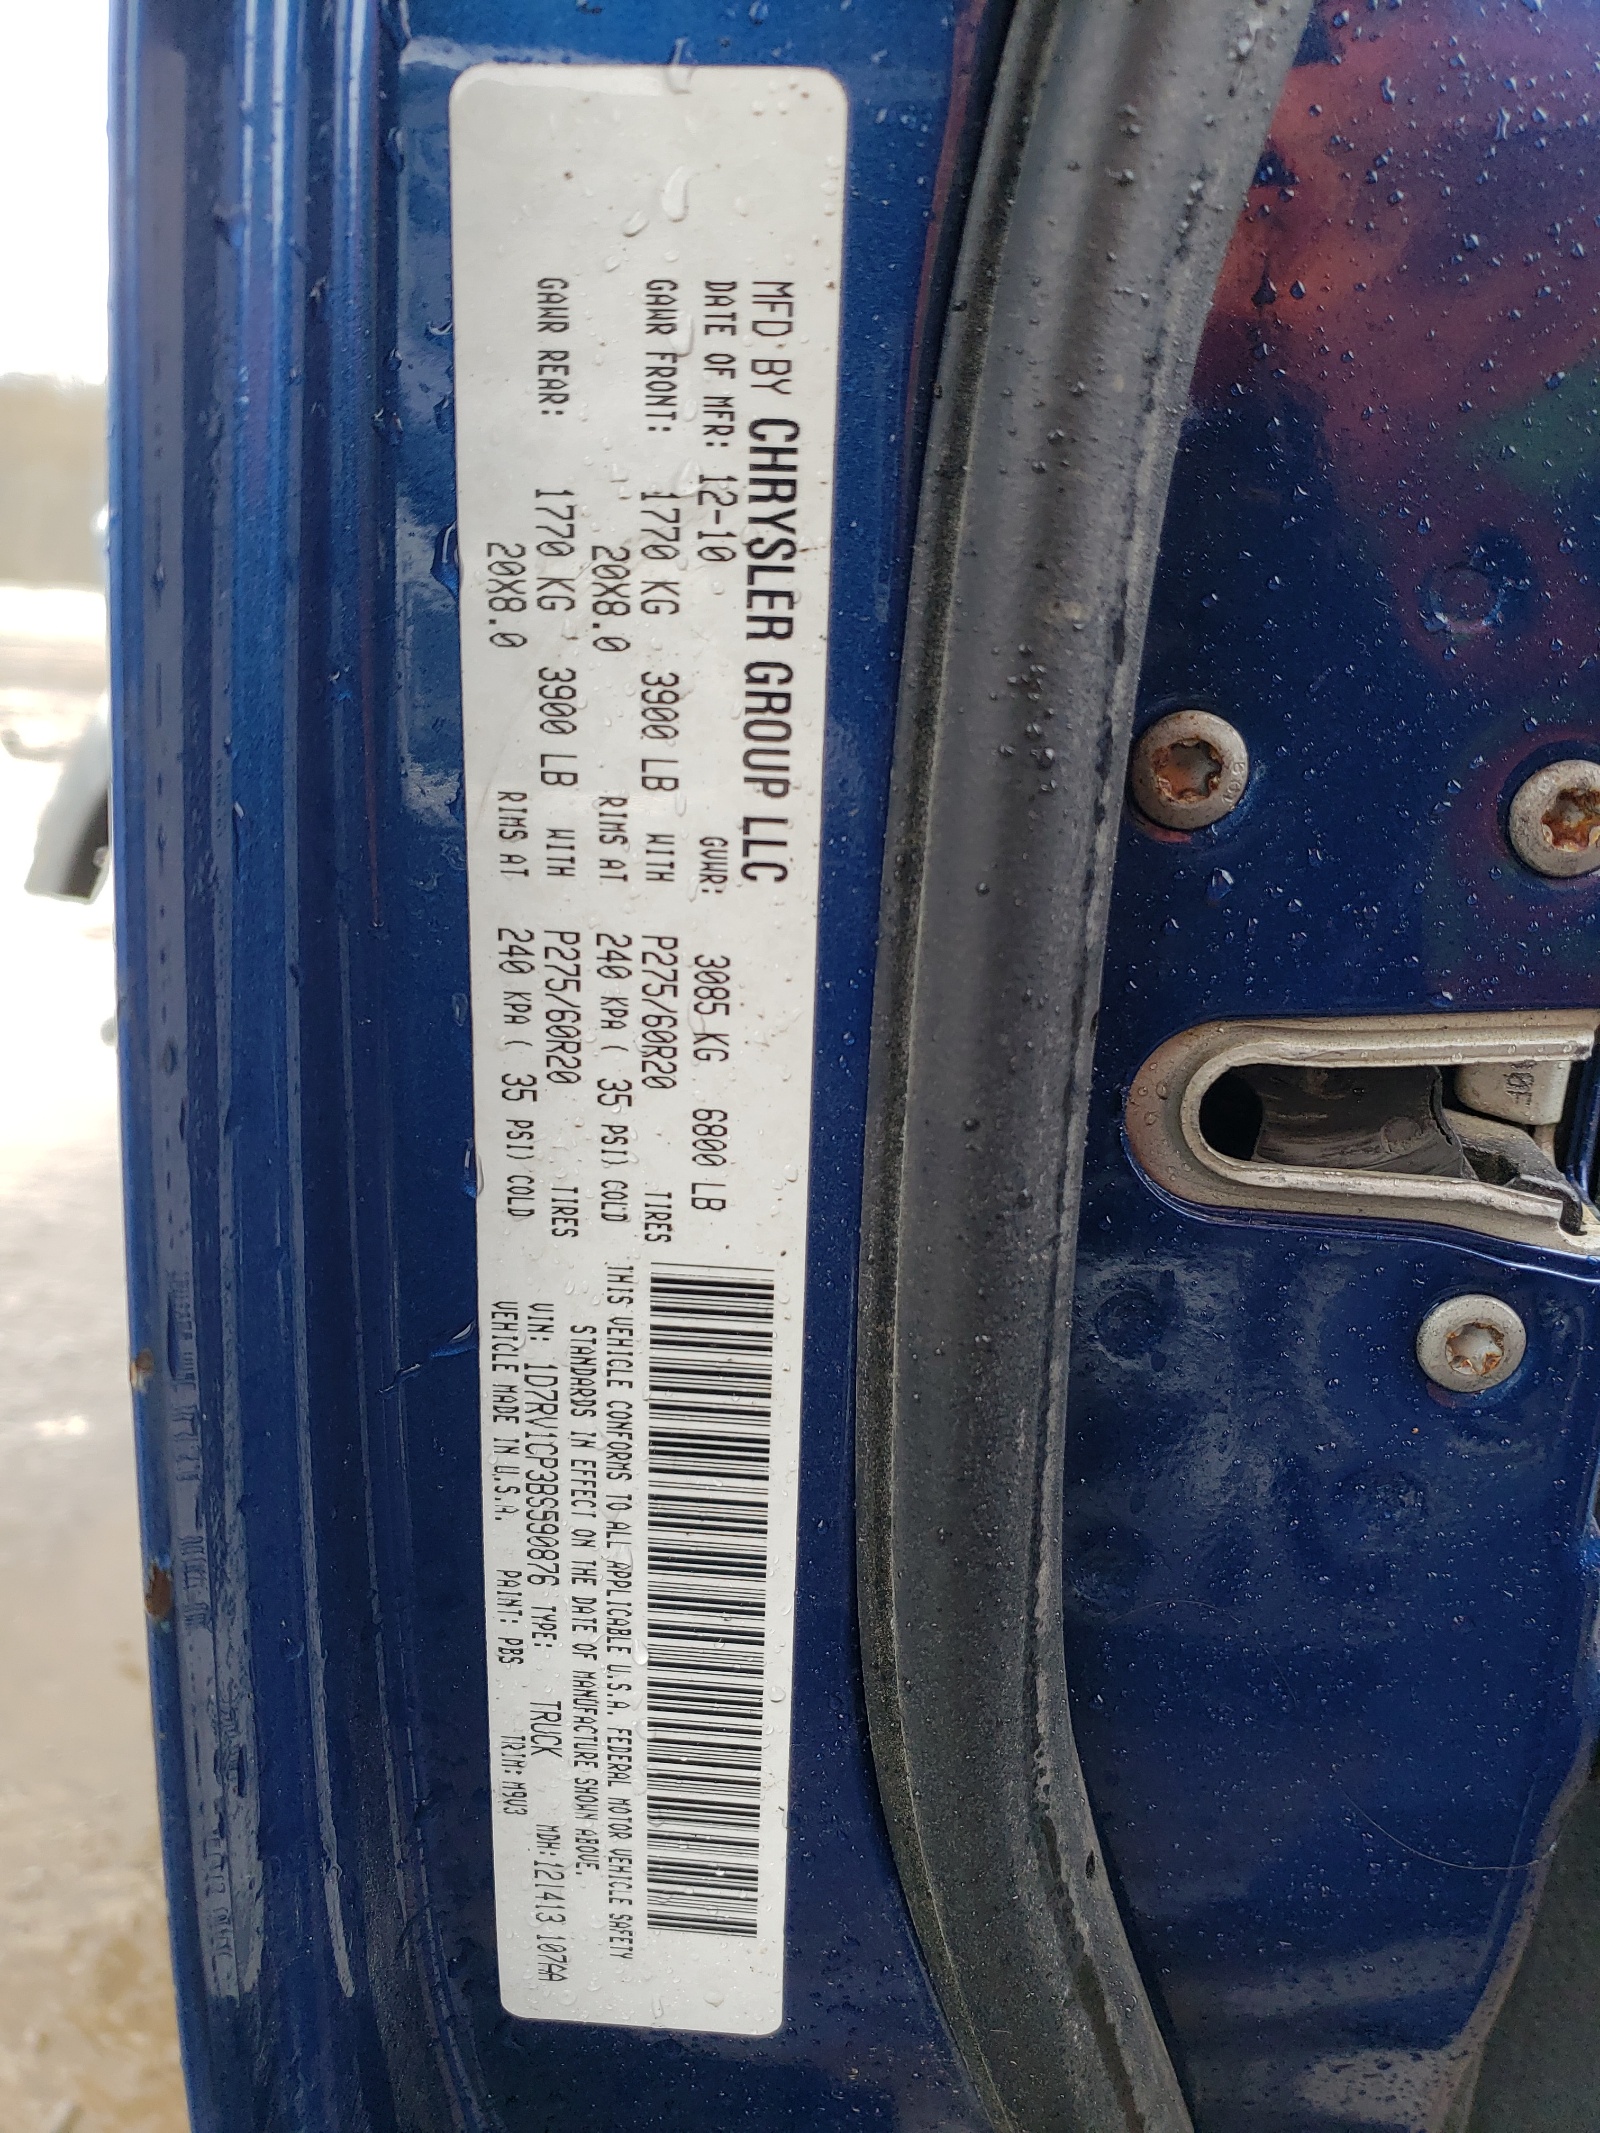 MFD BY CHRYSLER GROUP LLC
DATE OF MFR: 12-10 GVWR: 3085 KG 6800 LB
GAWR FRONT: 1770 KG 3900 LB WITH P275/60R20 TIRES
20X8.0 RIMS AT 240 KPA ( 35 PSI) COLD
GAWR REAR: 1770 KG 3900 LB WITH P275/60R20 TIRES
20X8.0 RIMS AT 240 KPA ( 35 PSI) COLD
THIS VEHICLE CONFORMS TO ALL APPLICABLE U.S.A. FEDERAL MOTOR VEHICLE SAFETY
STANDARDS IN EFFECT ON THE DATE OF MANUFACTURE SHOWN ABOVE.
VIN: 1D7RV1CP3BS590876 TYPE: TRUCK MDH: 121413 107AA
VEHICLE MADE IN U.S.A. PAINT: PBS TRIM: M9V3